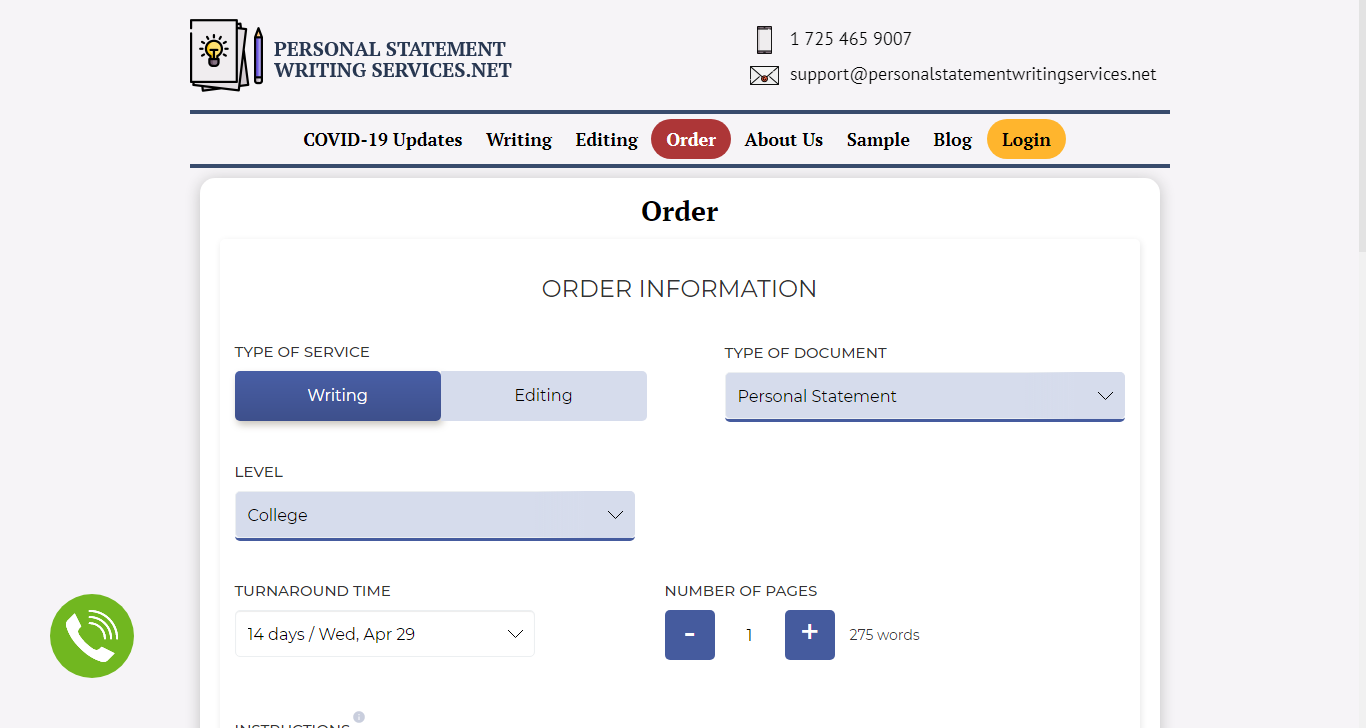 PERSONAL STATEMENT
WRITING SERVICES.NET
1 725 465 9007
support@personalstatementwritingservices.net
COVID-19 Updates Writing Editing Order About Us Sample Blog Login
Order
ORDER INFORMATION
TYPE OF SERVICE
TYPE OF DOCUMENT
Writing Editing
Personal Statement
LEVEL
College
TURNAROUND TIME
NUMBER OF PAGES
14 days / Wed, Apr 29
- 1 + 275 words
INSTRUCTIONS